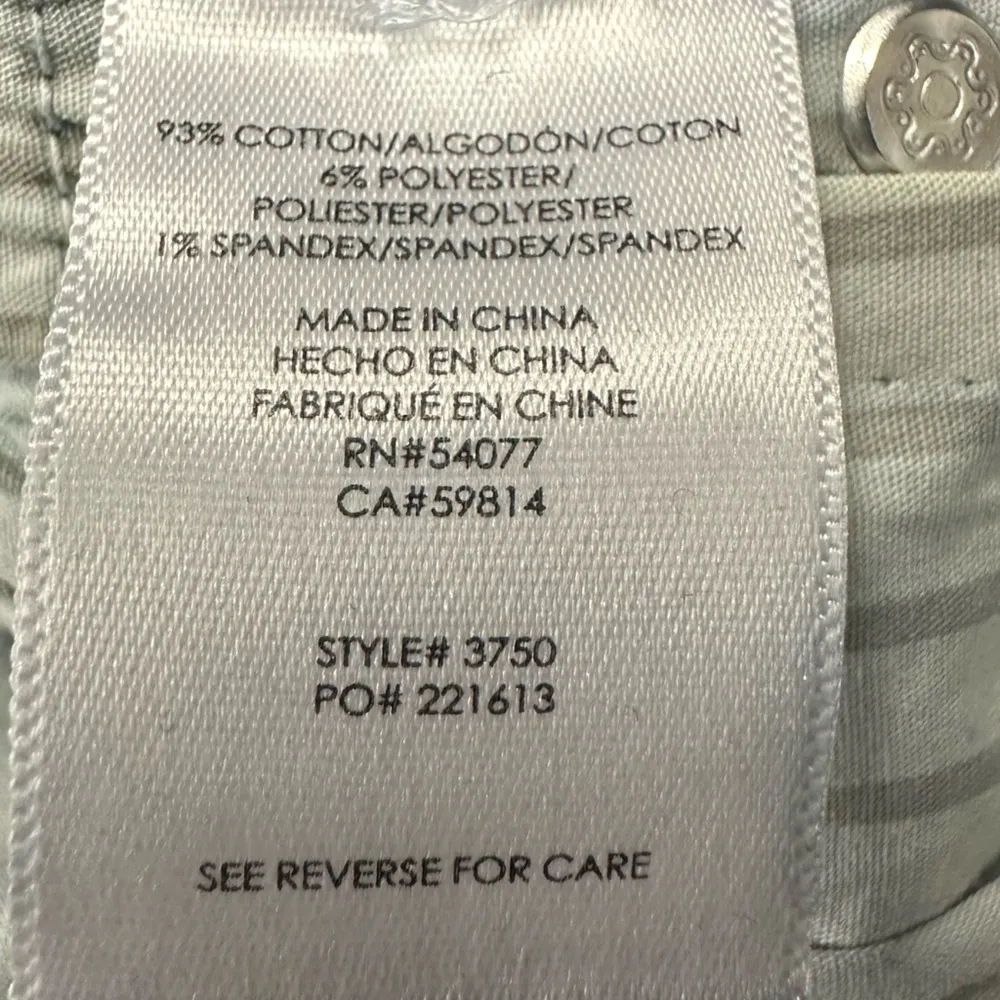 93% COTTON/ALGODÓN/COTON
6% POLYESTER/
POLIESTER/POLYESTER
1% SPANDEX/SPANDEX/SPANDEX
MADE IN CHINA
HECHO EN CHINA
FABRIQUÉ EN CHINE
RN#54077
CA#59814
STYLE# 3750
PO# 221613
SEE REVERSE FOR CARE